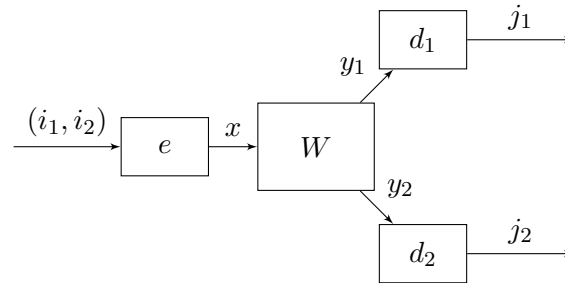 j₁
d₁
y₁
(i₁, i₂)
x
e
W
y₂
j₂
d₂